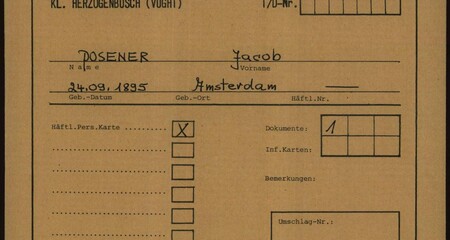 KL. HERZOGENBUSCH (VUGHT) T/D-Nr.
POSENER Jacob
Name Vorname
24.09.1895 Amsterdam —
Geb.-Datum Geb.-Ort Häftl.Nr.
Häftl.Pers.Karte .......... X Dokumente: 1
Inf.Karten:
Bemerkungen:
Umschlag-Nr.: